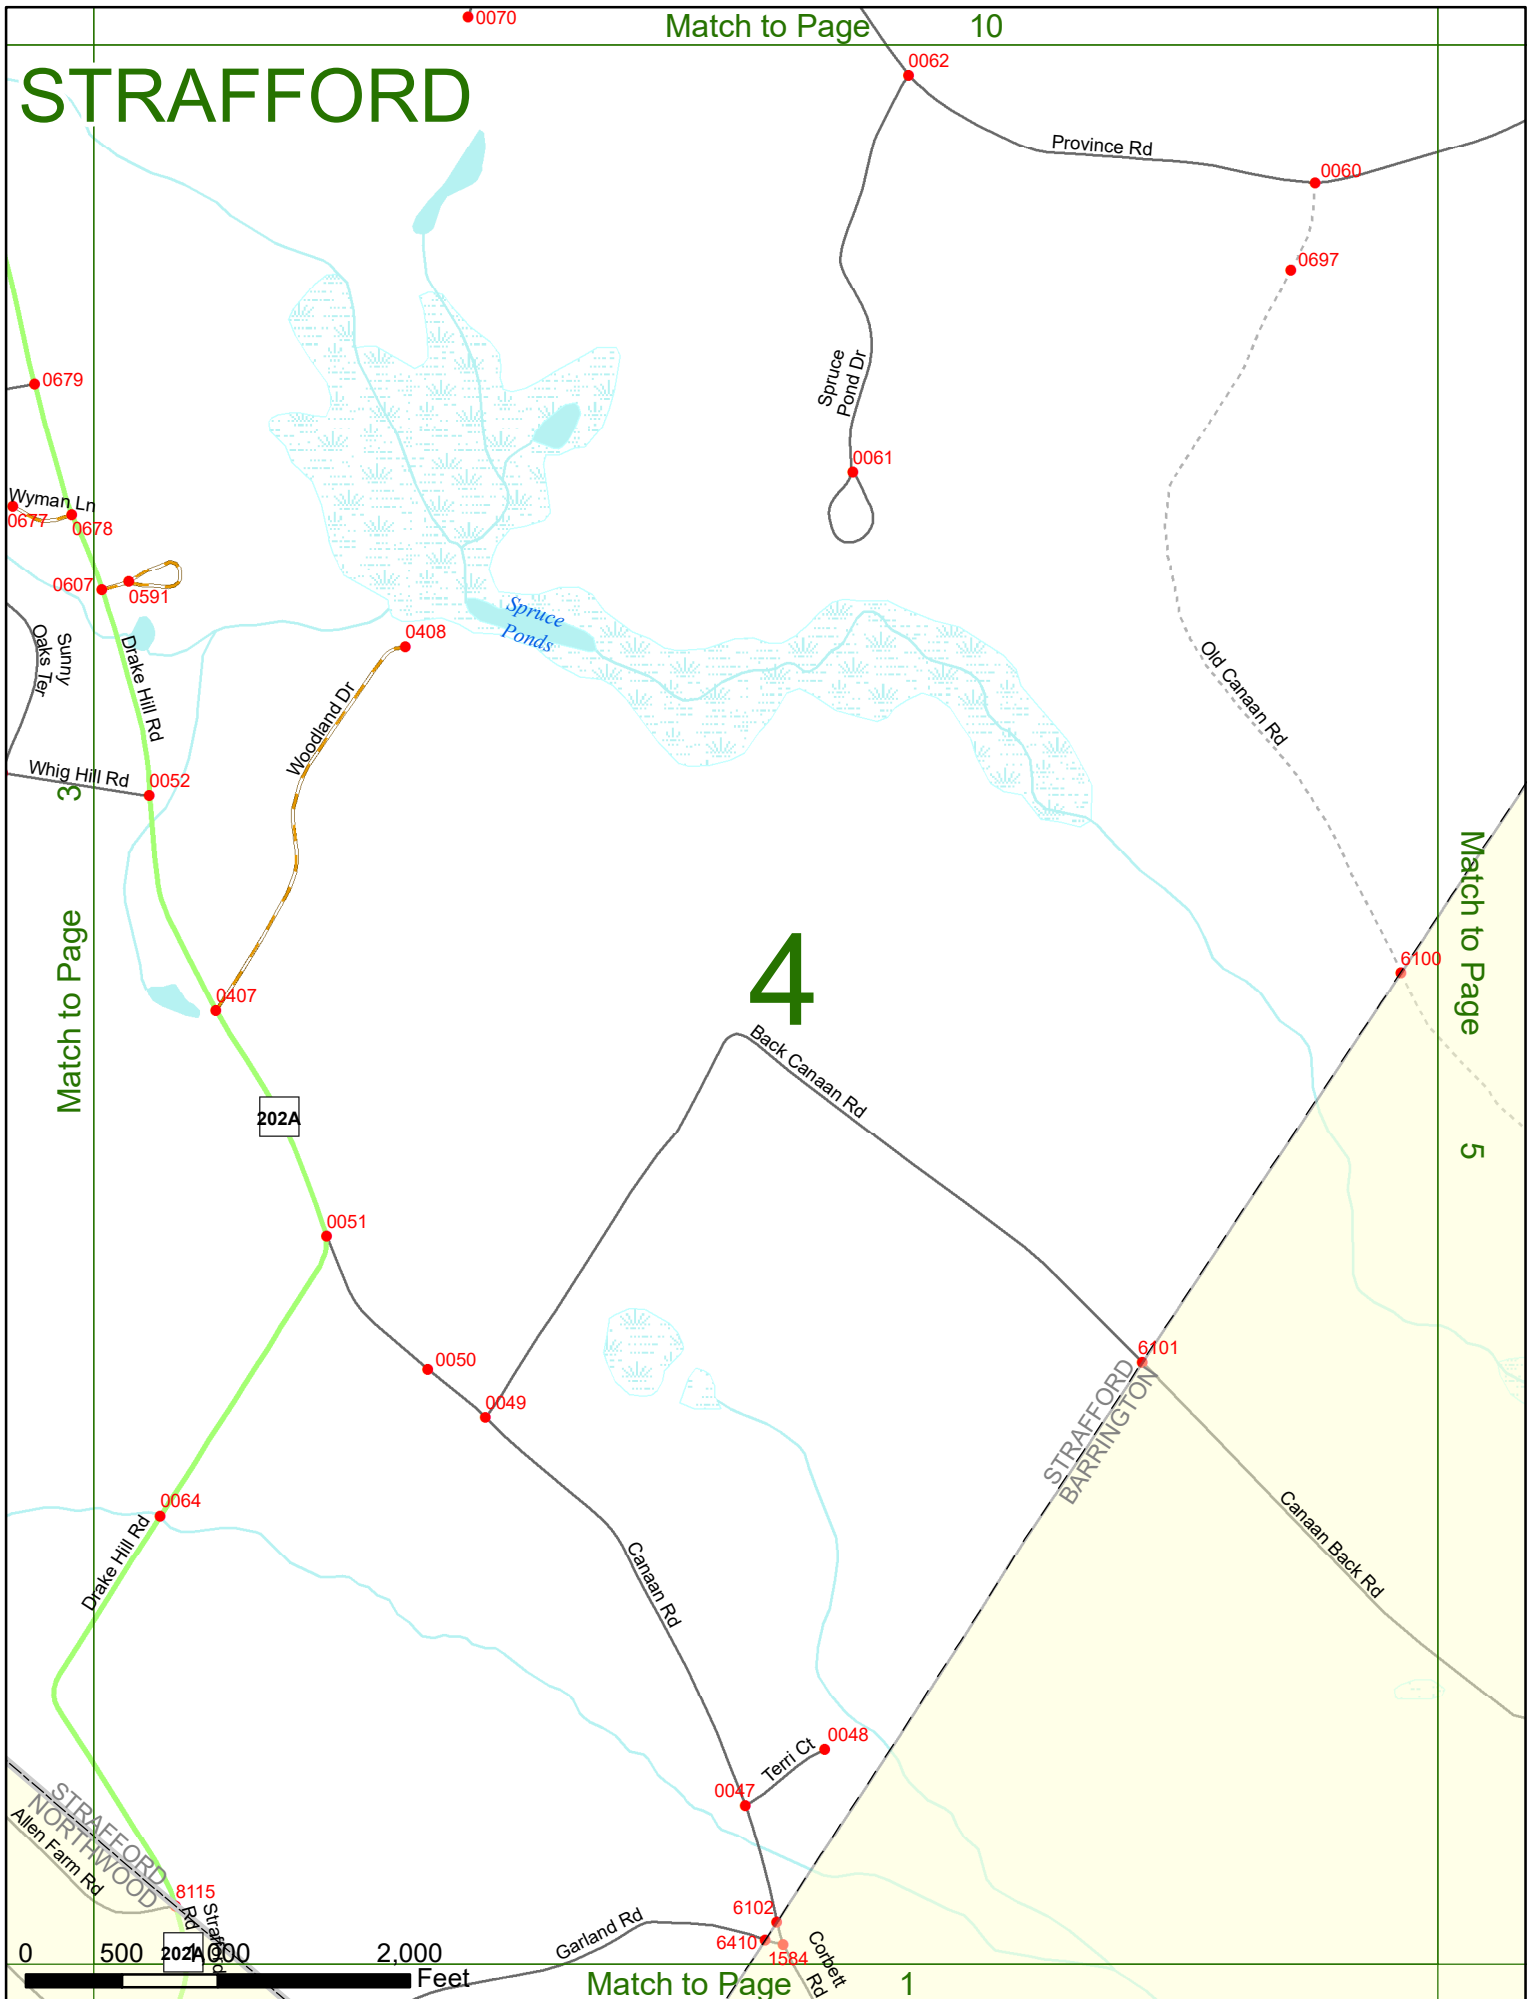 0070
Match to Page 10
STRAFFORD
0062
Province Rd
0060
0697
0679
Spruce
Pond Dr
0061
Wyman Ln
0677
0678
0607
0591
Spruce
Ponds
0408
Sunny
Oaks Ter
Drake Hill Rd
Woodland Dr
Old Canaan Rd
Whig Hill Rd
0052
Match to Page 3
Match to Page 5
4
6100
0407
Back Canaan Rd
202A
0051
0050
0049
6101
STRAFFORD
BARRINGTON
0064
Drake Hill Rd
Canaan Rd
Canaan Back Rd
0048
Terri Ct
0047
STRAFFORD
NORTHWOOD
Allen Farm Rd
8115
Strafford
Rd
6102
6410
1584
Garland Rd
Corbett
Rd
202A
0 500 1,000 2,000
Feet
Match to Page 1